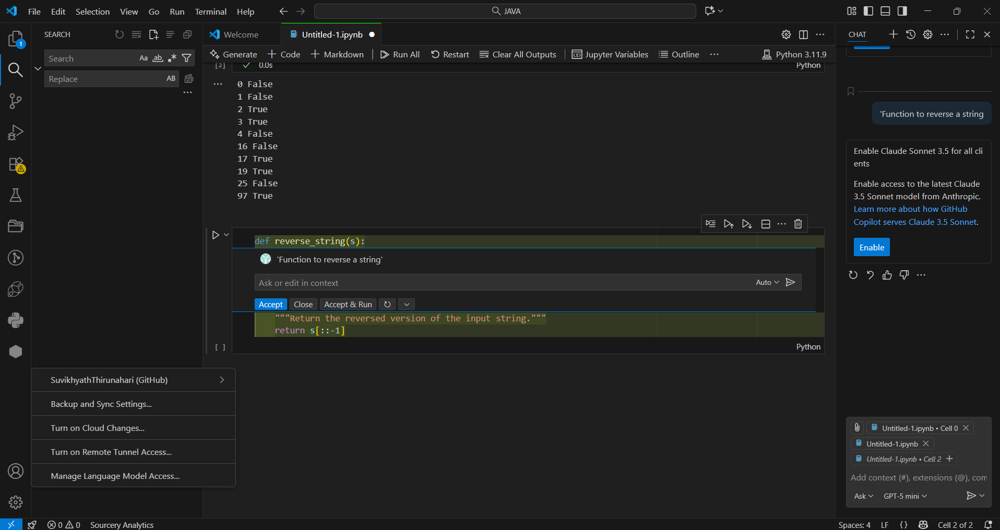 File Edit Selection View Go Run Terminal Help
JAVA
SEARCH
Search
Aa ab
Replace
AB
1
Welcome
Untitled-1.ipynb
Generate + Code + Markdown Run All Restart Clear All Outputs Jupyter Variables Outline ... Python 3.11.9
[2] 0.0s Python
0 False
1 False
2 True
3 True
4 False
16 False
17 True
19 True
25 False
97 True
def reverse_string(s):
'Function to reverse a string'
Ask or edit in context Auto
Accept Close Accept & Run
"""Return the reversed version of the input string."""
return s[::-1]
[ ] Python
SuvikhyathThirunahari (GitHub)
Backup and Sync Settings...
Turn on Cloud Changes...
Turn on Remote Tunnel Access...
Manage Language Model Access...
CHAT
'Function to reverse a string
Enable Claude Sonnet 3.5 for all cli
ents
Enable access to the latest Claude
3.5 Sonnet model from Anthropic.
Learn more about how GitHub
Copilot serves Claude 3.5 Sonnet.
Enable
Untitled-1.ipynb • Cell 0
Untitled-1.ipynb
Untitled-1.ipynb • Cell 2 +
Add context (#), extensions (@), com
Ask GPT-5 mini
0 0 Sourcery Analytics
Spaces: 4 LF {} Cell 2 of 2